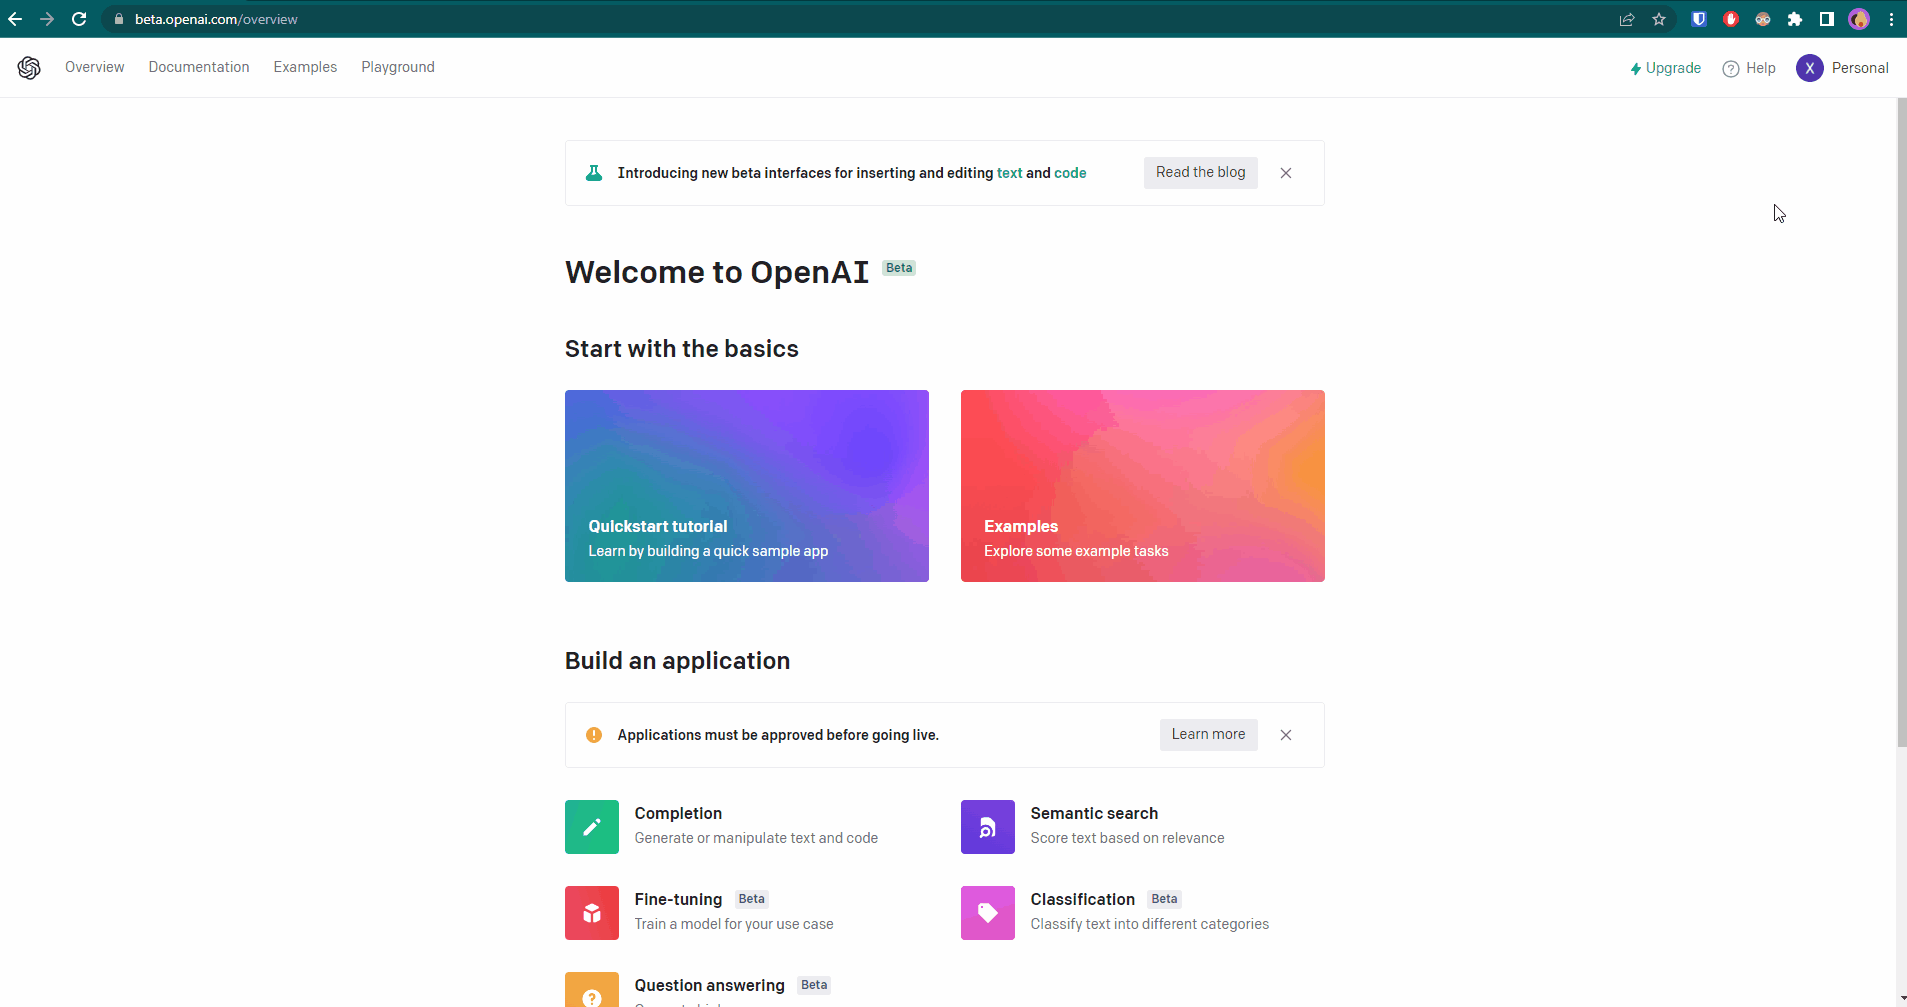 beta.openai.com/overview
Overview Documentation Examples Playground
Upgrade Help X Personal
Introducing new beta interfaces for inserting and editing text and code
Read the blog
Welcome to OpenAI Beta
Start with the basics
Quickstart tutorial
Learn by building a quick sample app
Examples
Explore some example tasks
Build an application
Applications must be approved before going live.
Learn more
Completion
Generate or manipulate text and code
Semantic search
Score text based on relevance
Fine-tuning Beta
Train a model for your use case
Classification Beta
Classify text into different categories
Question answering Beta